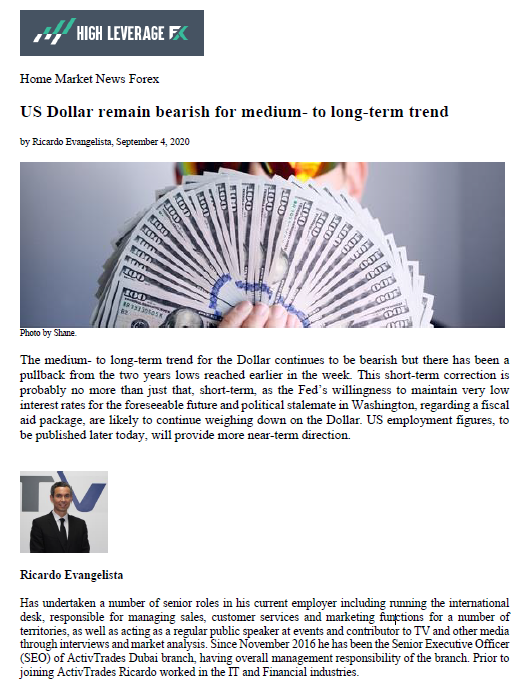 HIGH LEVERAGE FX
Home Market News Forex
US Dollar remain bearish for medium- to long-term trend
by Ricardo Evangelista, September 4, 2020
100
Photo by Shane.
The medium- to long-term trend for the Dollar continues to be bearish but there has been a
pullback from the two years lows reached earlier in the week. This short-term correction is
probably no more than just that, short-term, as the Fed's willingness to maintain very low
interest rates for the foreseeable future and political stalemate in Washington, regarding a fiscal
aid package, are likely to continue weighing down on the Dollar. US employment figures, to
be published later today, will provide more near-term direction.
TV
Ricardo Evangelista
Has undertaken a number of senior roles in his current employer including running the international
desk, responsible for managing sales, customer services and marketing functions for a number of
territories, as well as acting as a regular public speaker at events and contributor to TV and other media
through interviews and market analysis. Since November 2016 he has been the Senior Executive Officer
(SEO) of ActivTrades Dubai branch, having overall management responsibility of the branch. Prior to
joining ActivTrades Ricardo worked in the IT and Financial industries.